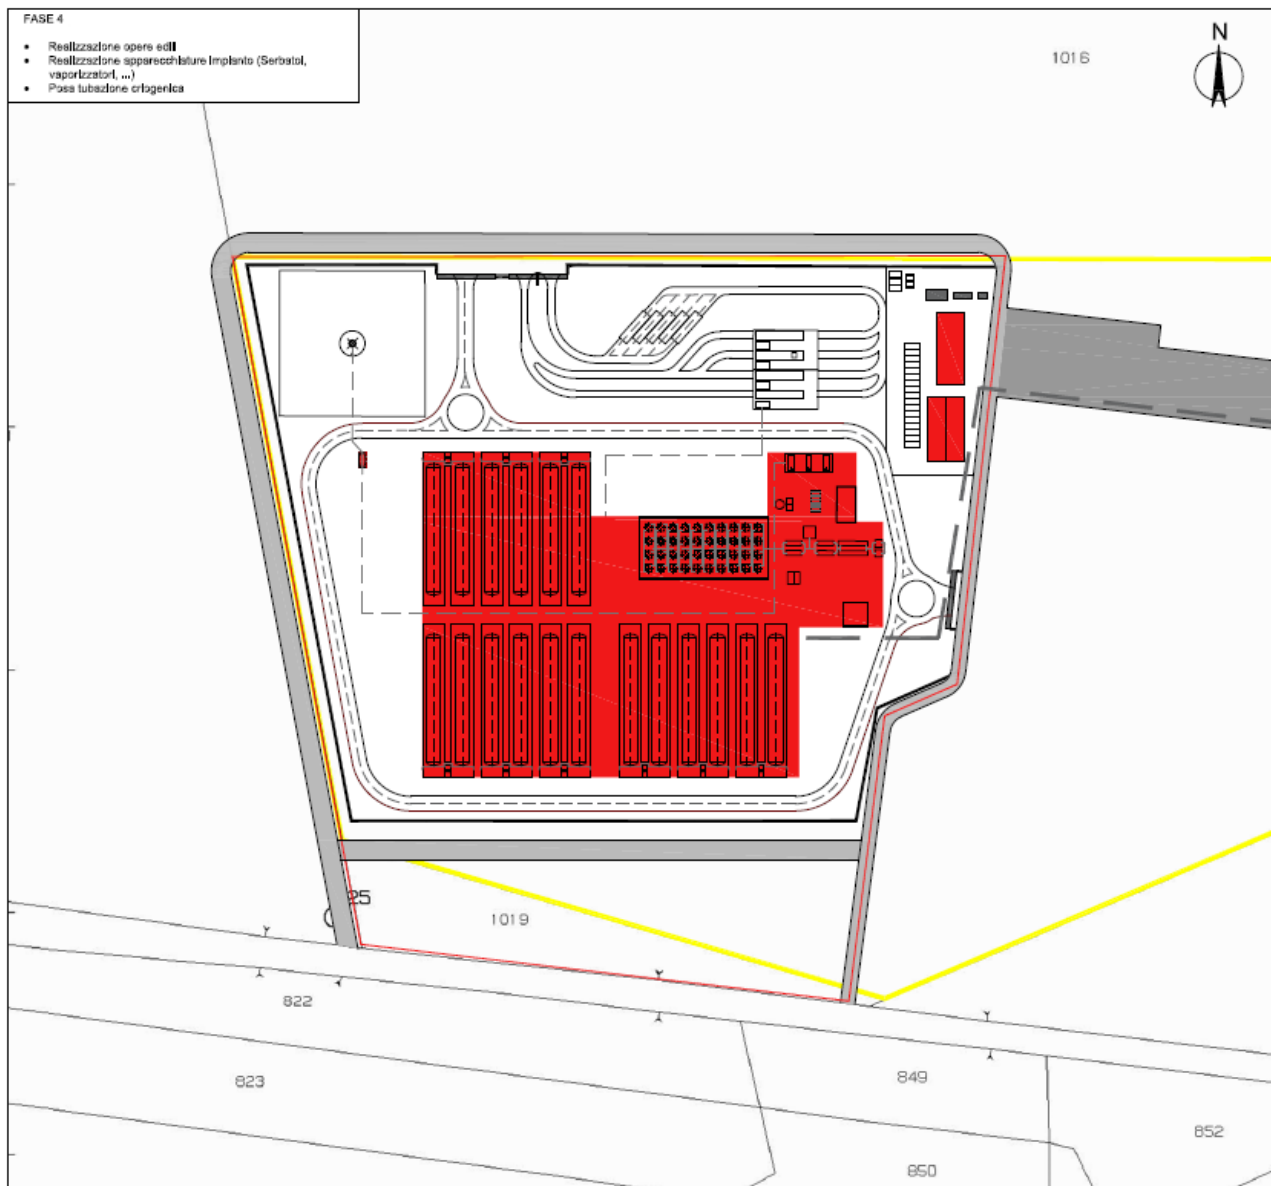 FASE 4
• Realizzazione opere edili
• Realizzazione apparecchiature impianto (Serbatoi,
vaporizzatori, ...)
• Posa tubazione criogenica
N
1016
25
1019
822
823
849
852
850